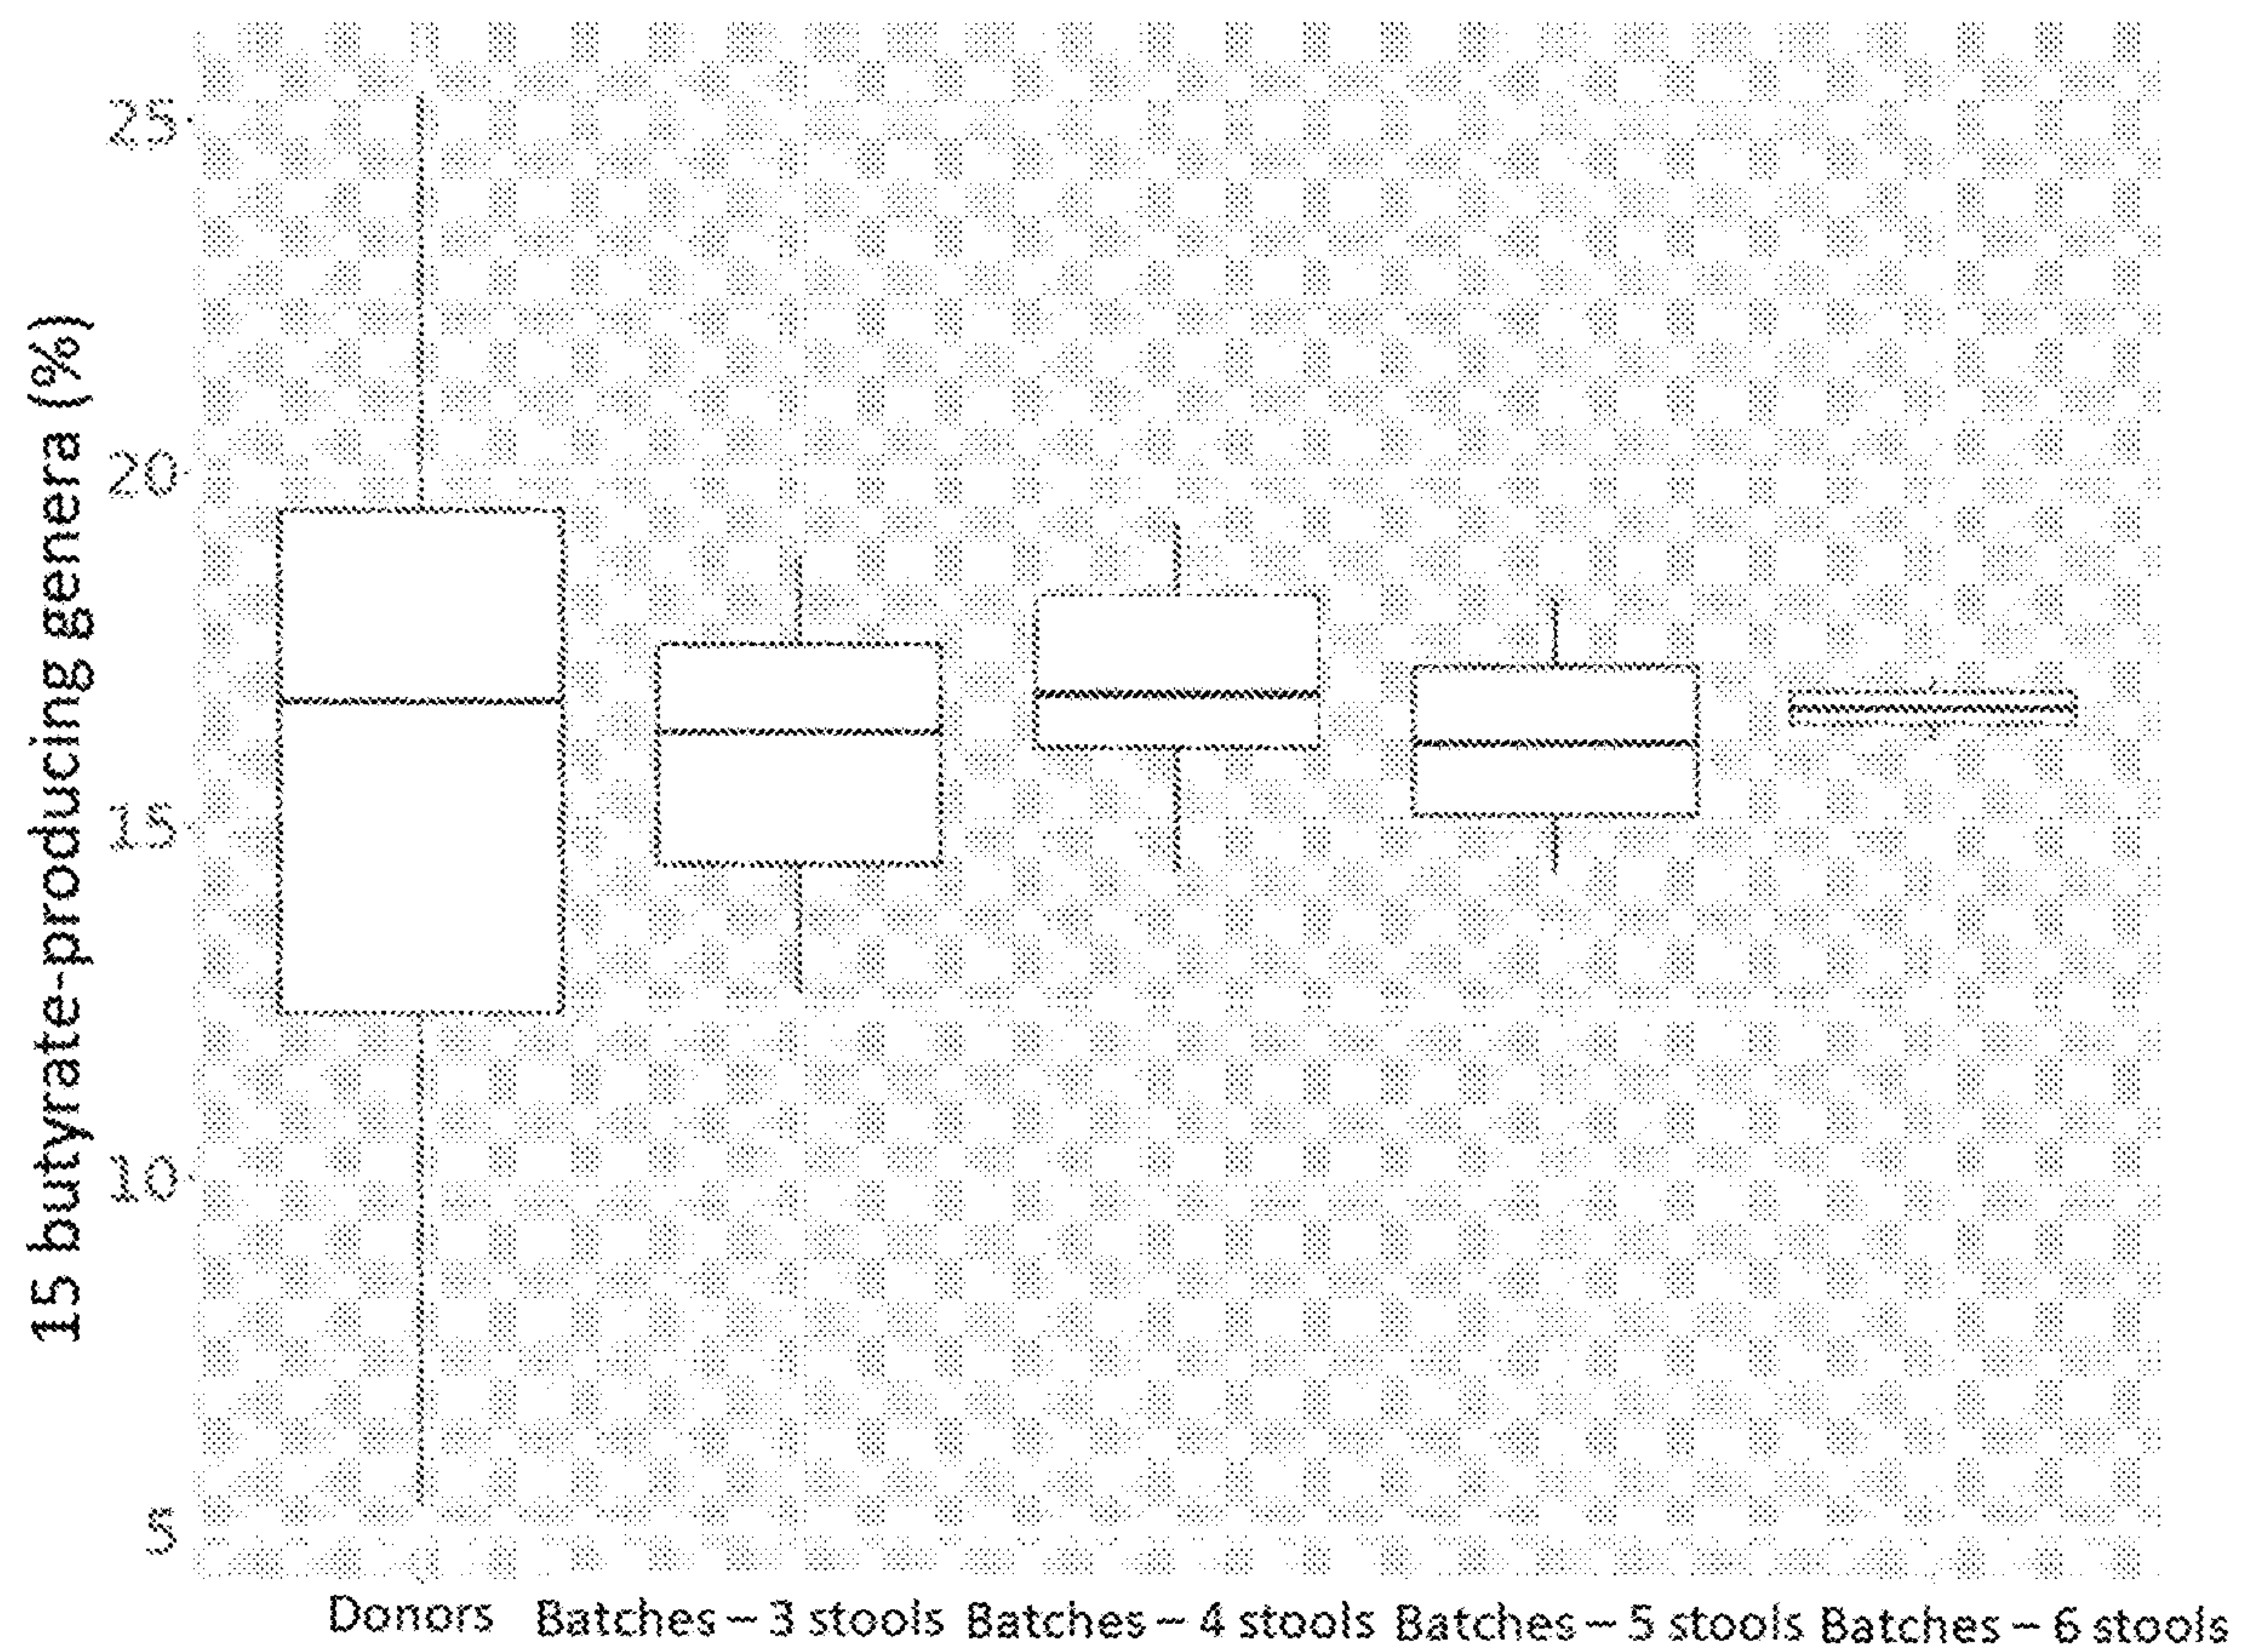 15 butyrate-producing genera (%)
25
20
15
10
5
Donors Batches – 3 stools Batches – 4 stools Batches – 5 stools Batches – 6 stools